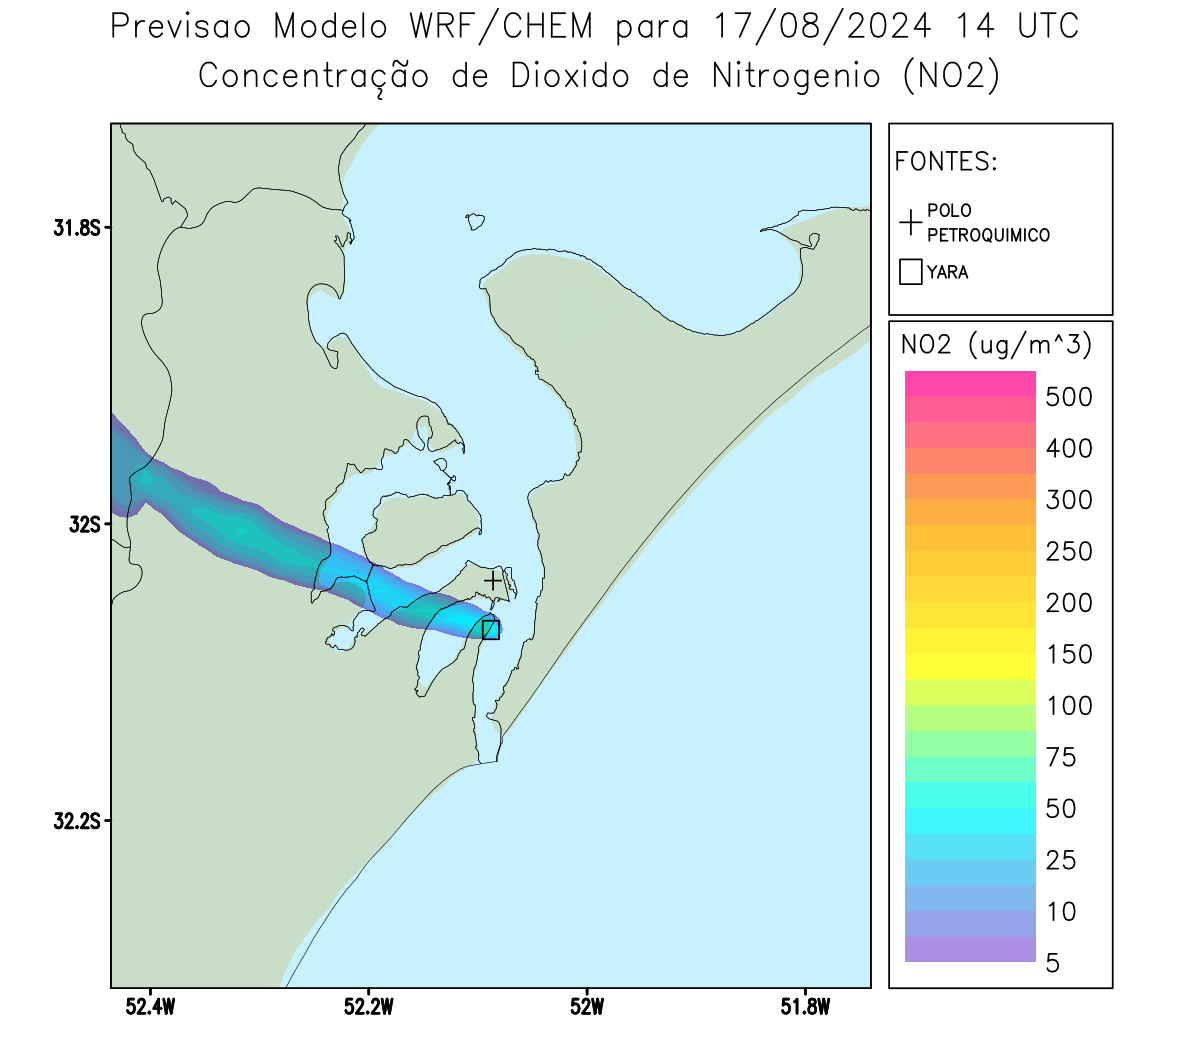 Previsao Modelo WRF/CHEM para 17/08/2024 14 UTC
Concentração de Dioxido de Nitrogenio (NO2)
FONTES:
POLO
PETROQUIMICO
YARA
NO2 (ug/m^3)
500
400
300
250
200
150
100
75
50
25
10
5
31.8S
32S
32.2S
52.4W
52.2W
52W
51.8W